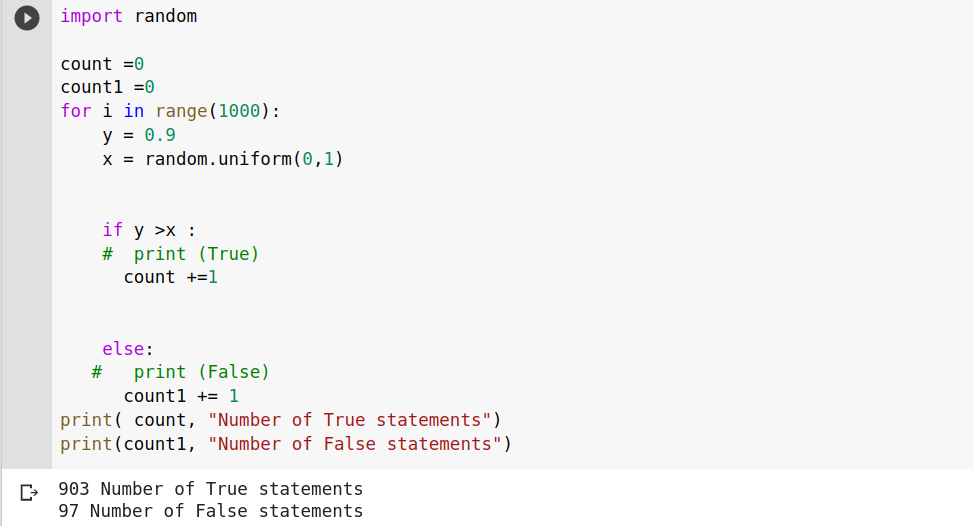 import random
count =0
count1 =0
for i in range(1000):
    y = 0.9
    x = random.uniform(0,1)
    if y >x :
    #  print (True)
      count +=1
    else:
   #   print (False)
      count1 += 1
print( count, "Number of True statements")
print(count1, "Number of False statements")
903 Number of True statements
97 Number of False statements